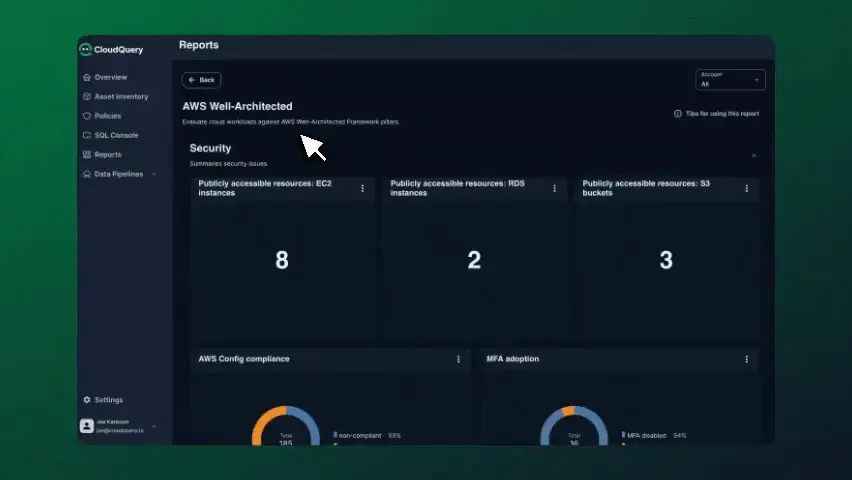 CloudQuery
Reports
Overview
Asset Inventory
Policies
SQL Console
Reports
Data Pipelines
Back
Account
All
AWS Well-Architected
Evaluate cloud workloads against AWS Well-Architected Framework pillars.
Tips for using this report
Security
Summaries security issues
Publicly accessible resources: EC2
instances
Publicly accessible resources: RDS
instances
Publicly accessible resources: S3
buckets
8
2
3
AWS Config compliance
MFA adoption
Total
185
non-compliant 69%
Total
16
MFA disabled 94%
Settings